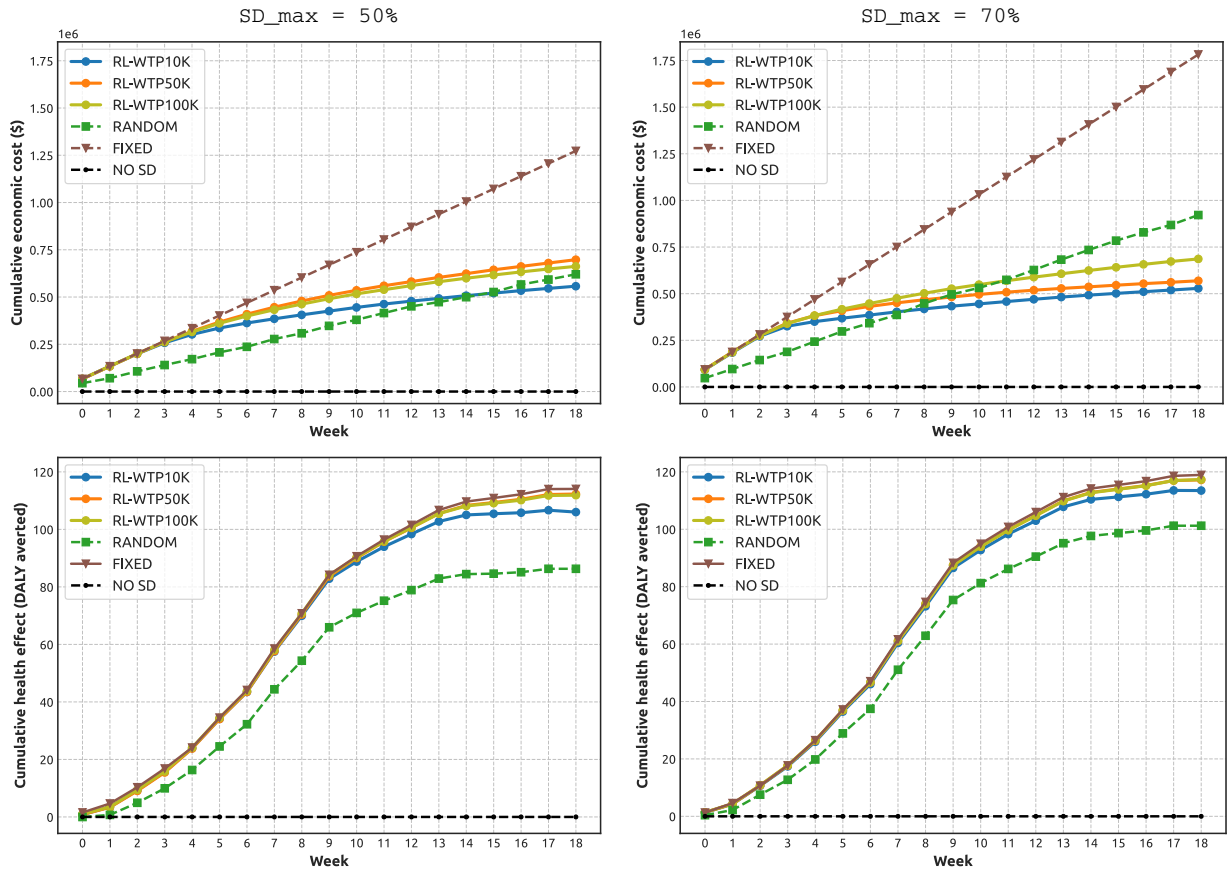 SD_max = 50%
1e6
Cumulative economic cost ($)
1.75
1.50
1.25
1.00
0.75
0.50
0.25
0.00
RL-WTP10K
RL-WTP50K
RL-WTP100K
RANDOM
FIXED
NO SD
0 1 2 3 4 5 6 7 8 9 10 11 12 13 14 15 16 17 18
Week
SD_max = 70%
1e6
Cumulative economic cost ($)
1.75
1.50
1.25
1.00
0.75
0.50
0.25
0.00
RL-WTP10K
RL-WTP50K
RL-WTP100K
RANDOM
FIXED
NO SD
0 1 2 3 4 5 6 7 8 9 10 11 12 13 14 15 16 17 18
Week
Cumulative health effect (DALY averted)
120
100
80
60
40
20
0
RL-WTP10K
RL-WTP50K
RL-WTP100K
RANDOM
FIXED
NO SD
0 1 2 3 4 5 6 7 8 9 10 11 12 13 14 15 16 17 18
Week
Cumulative health effect (DALY averted)
120
100
80
60
40
20
0
RL-WTP10K
RL-WTP50K
RL-WTP100K
RANDOM
FIXED
NO SD
0 1 2 3 4 5 6 7 8 9 10 11 12 13 14 15 16 17 18
Week